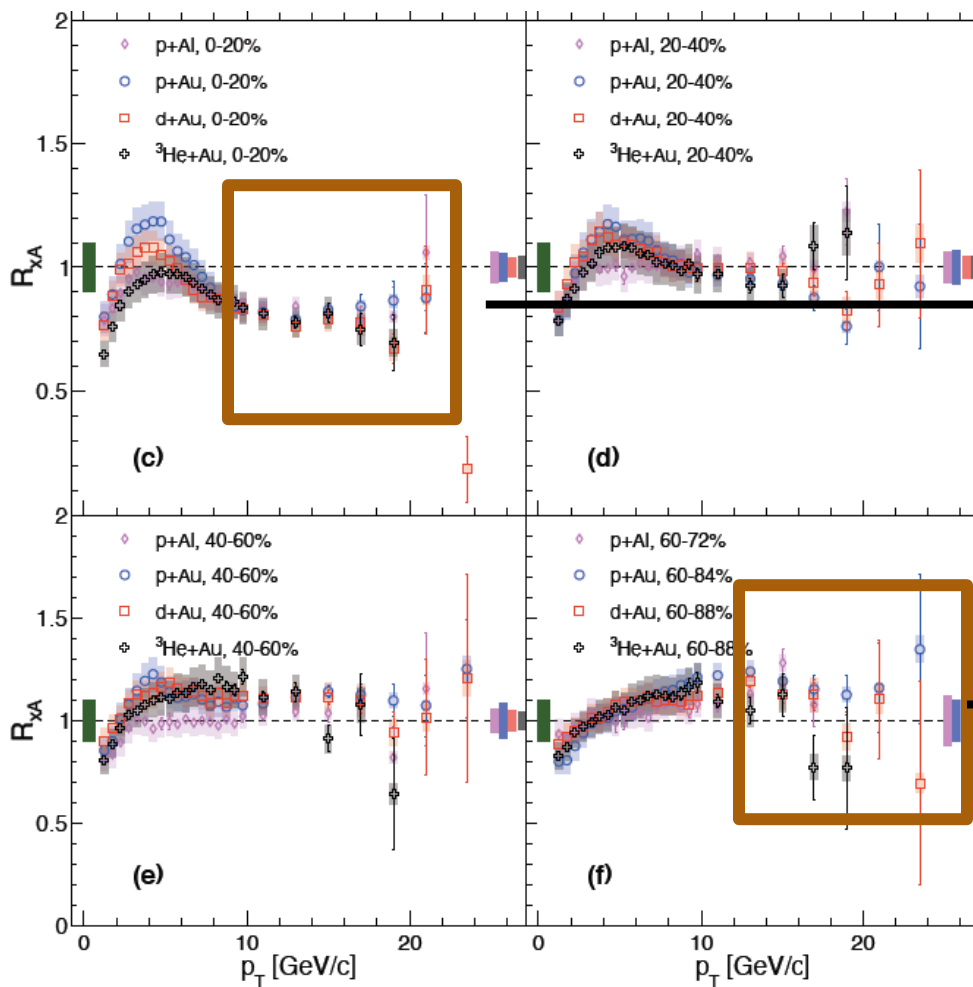 2
p+Al, 0-20%
p+Au, 0-20%
d+Au, 0-20%
³He+Au, 0-20%
1.5
R_xA
1
0.5
(c)
p+Al, 20-40%
p+Au, 20-40%
d+Au, 20-40%
³He+Au, 20-40%
(d)
2
p+Al, 40-60%
p+Au, 40-60%
d+Au, 40-60%
³He+Au, 40-60%
1.5
R_xA
1
0.5
(e)
0
p+Al, 60-72%
p+Au, 60-84%
d+Au, 60-88%
³He+Au, 60-88%
(f)
0 10 20
p_T [GeV/c]
0 10 20
p_T [GeV/c]